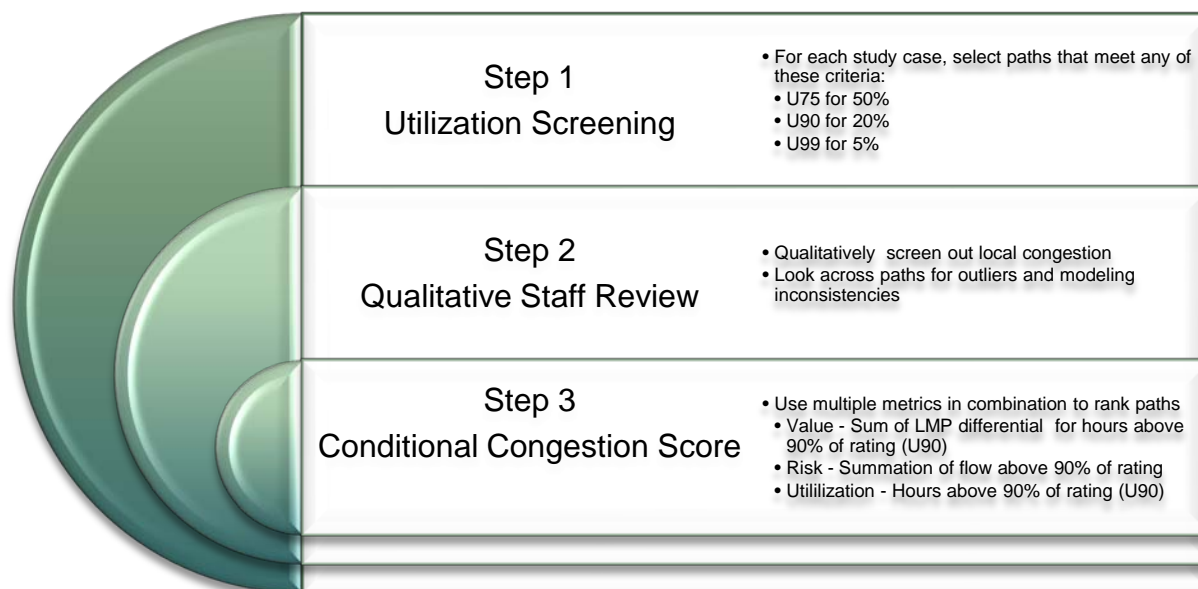 Step 1
Utilization Screening
• For each study case, select paths that meet any of
these criteria:
• U75 for 50%
• U90 for 20%
• U99 for 5%
Step 2
Qualitative Staff Review
• Qualitatively screen out local congestion
• Look across paths for outliers and modeling
inconsistencies
Step 3
Conditional Congestion Score
• Use multiple metrics in combination to rank paths
• Value - Sum of LMP differential for hours above
90% of rating (U90)
• Risk - Summation of flow above 90% of rating
• Utililization - Hours above 90% of rating (U90)